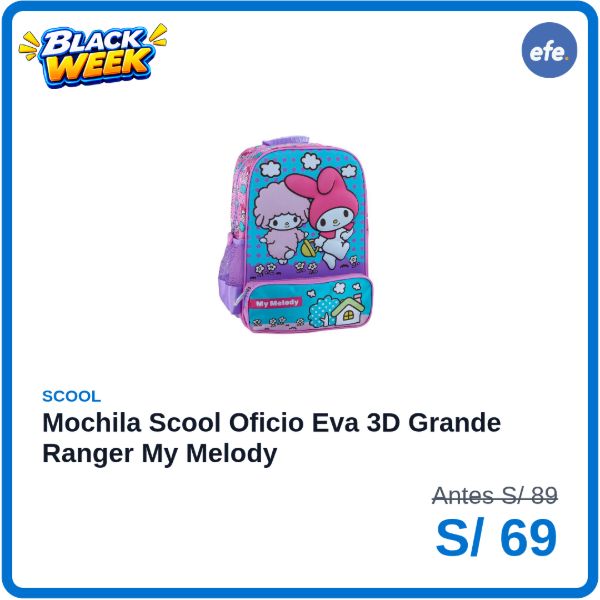 BLACK
WEEK
efe.
My Melody
SCOOL
Mochila Scool Oficio Eva 3D Grande
Ranger My Melody
Antes S/ 89
S/ 69